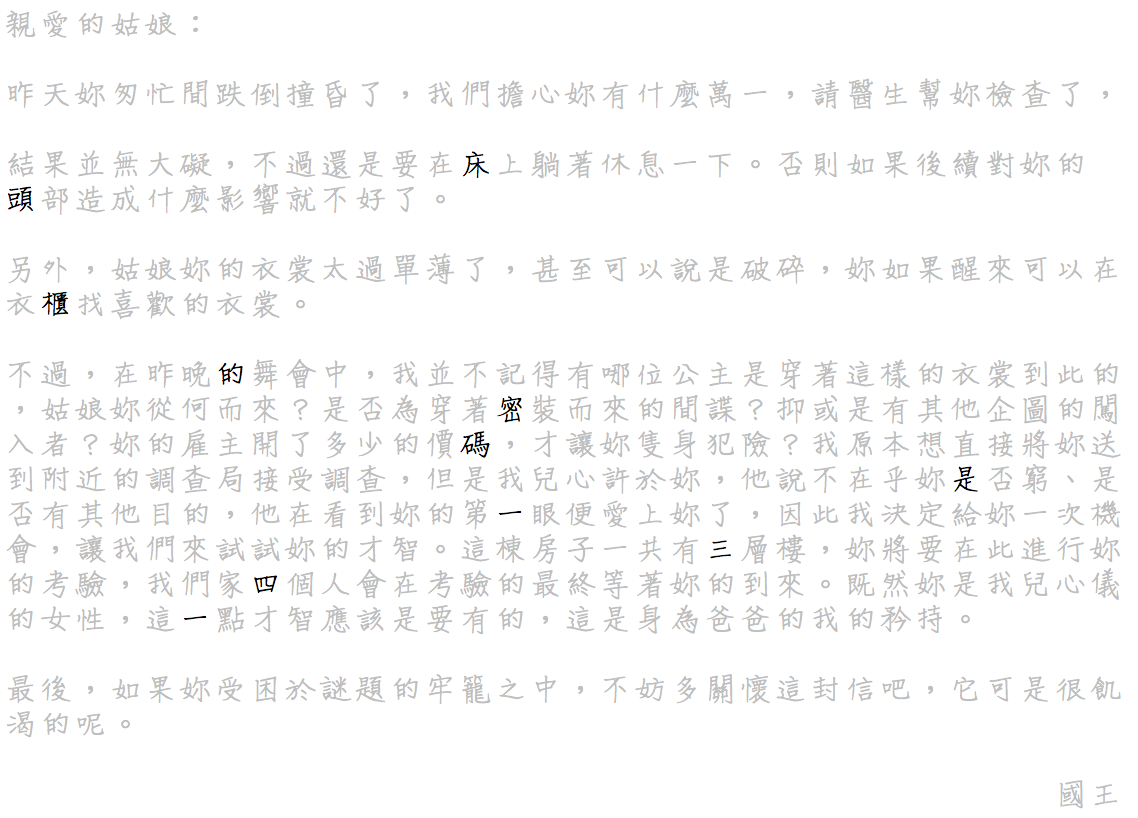 親愛的姑娘：
昨天妳匆忙間跌倒撞昏了，我們擔心妳有什麼萬一，請醫生幫妳檢查了，
結果並無大礙，不過還是要在床上躺著休息一下。否則如果後續對妳的
頭部造成什麼影響就不好了。
另外，姑娘妳的衣裳太過單薄了，甚至可以說是破碎，妳如果醒來可以在
衣櫃找喜歡的衣裳。
不過，在昨晚的舞會中，我並不記得有哪位公主是穿著這樣的衣裳到此的
，姑娘妳從何而來？是否為穿著密裝而來的間諜？抑或是有其他企圖的闖
入者？妳的雇主開了多少的價碼，才讓妳隻身犯險？我原本想直接將妳送
到附近的調查局接受調查，但是我兒心許於妳，他說不在乎妳是否窮、是
否有其他目的，他在看到妳的第一眼便愛上妳了，因此我決定給妳一次機
會，讓我們來試試妳的才智。這棟房子一共有三層樓，妳將要在此進行妳
的考驗，我們家四個人會在考驗的最終等著妳的到來。既然妳是我兒心儀
的女性，這一點才智應該是要有的，這是身為爸爸的我的矜持。
最後，如果妳受困於謎題的牢籠之中，不妨多關懷這封信吧，它可是很飢
渴的呢。
國王